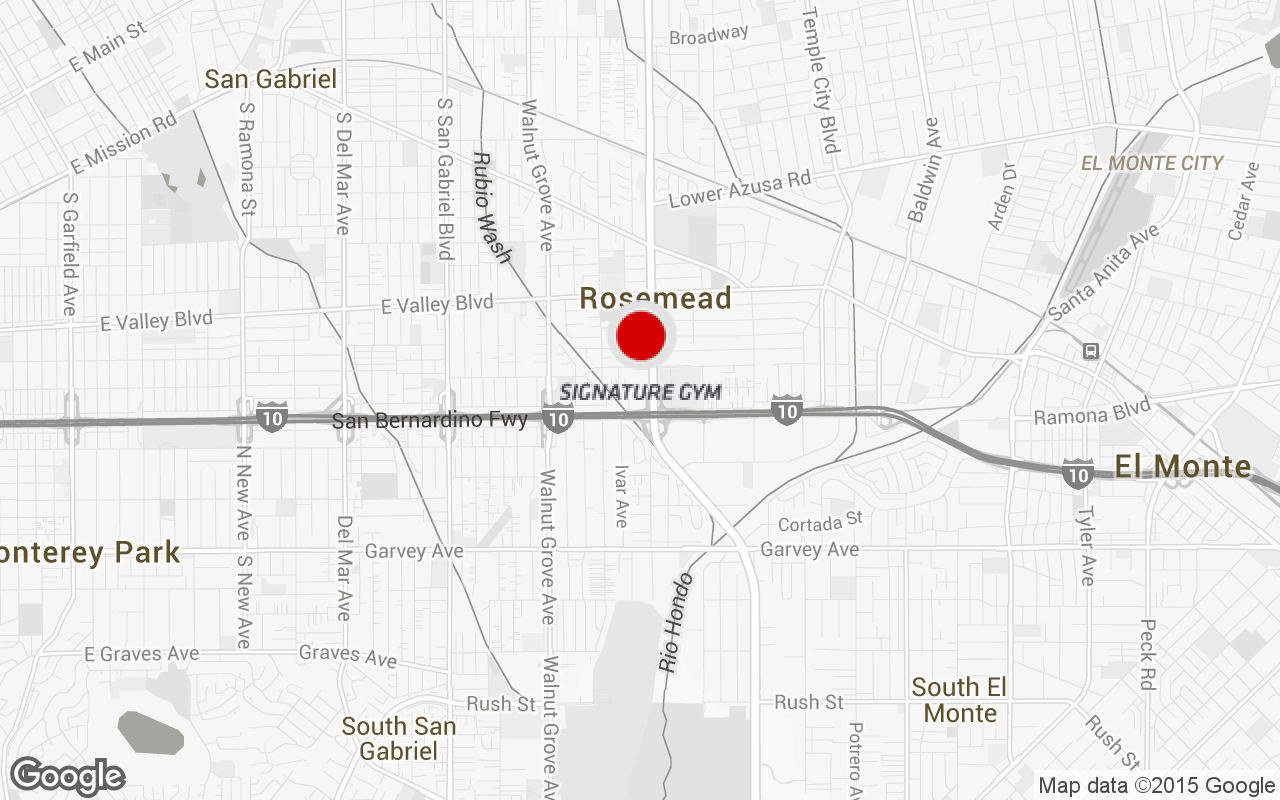 Broadway
E Main St
Temple City Blvd
San Gabriel
E Mission Rd
S Ramona St
S Del Mar Ave
S San Gabriel Blvd
Walnut Grove Ave
Rubio Wash
Baldwin Ave
EL MONTE CITY
Lower Azusa Rd
Arden Dr
Cedar Ave
S Garfield Ave
Santa Anita Ave
Rosemead
E Valley Blvd
E Valley Blvd
SIGNATURE GYM
10
San Bernardino Fwy
10
10
Ramona Blvd
El Monte
10
N New Ave
Ivar Ave
Walnut Grove Ave
Del Mar Ave
Cortada St
Tyler Ave
onterey Park
Garvey Ave
Garvey Ave
S New Ave
Rio Hondo
E Graves Ave
Graves Ave
Peck Rd
Walnut Grove Av
South El
Monte
Rush St
Rush St
South San
Gabriel
Potrero A
Rush St
Google
Map data ©2015 Google